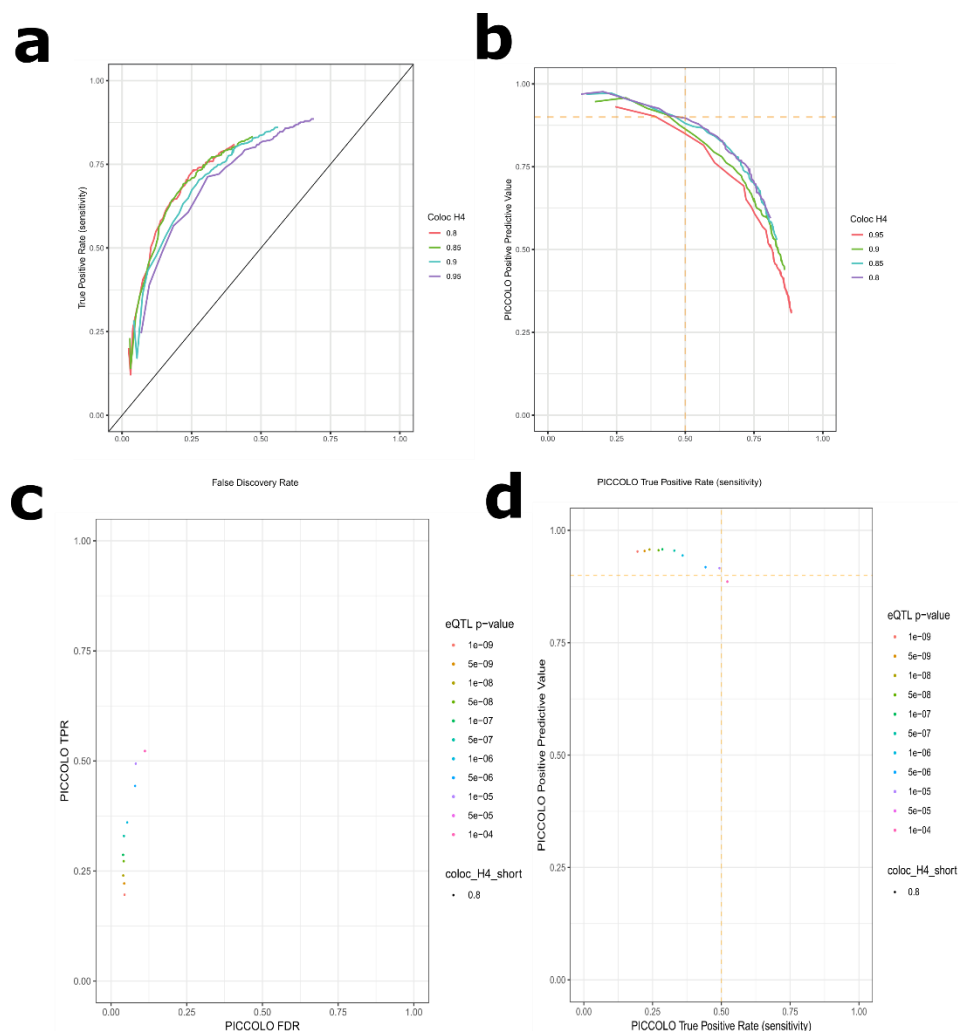 a
1.00
0.75
0.50
0.25
0.00
True Positive Rate (sensitivity)
0.00 0.25 0.50 0.75 1.00
False Discovery Rate
Coloc H4
0.8
0.85
0.9
0.95
b
1.00
0.75
0.50
0.25
0.00
PICCOLO Positive Predictive Value
0.00 0.25 0.50 0.75 1.00
PICCOLO True Positive Rate (sensitivity)
Coloc H4
0.95
0.9
0.85
0.8
c
1.00
0.75
0.50
0.25
0.00
PICCOLO TPR
0.00 0.25 0.50 0.75 1.00
PICCOLO FDR
eQTL p-value
1e-09
5e-09
1e-08
5e-08
1e-07
5e-07
1e-06
5e-06
1e-05
5e-05
1e-04
coloc_H4_short
0.8
d
1.00
0.75
0.50
0.25
0.00
PICCOLO Positive Predictive Value
0.00 0.25 0.50 0.75 1.00
PICCOLO True Positive Rate (sensitivity)
eQTL p-value
1e-09
5e-09
1e-08
5e-08
1e-07
5e-07
1e-06
5e-06
1e-05
5e-05
1e-04
coloc_H4_short
0.8